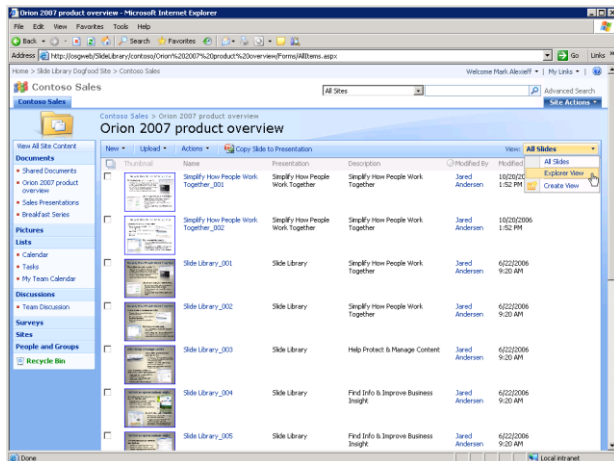 Orion 2007 product overview - Microsoft Internet Explorer
File Edit View Favorites Tools Help
Back Search Favorites
Address http://osgweb/SlideLibrary/contoso/Orion%202007%20product%20overview/Forms/AllItems.aspx Go Links
Home > Slide Library Dogfood Site > Contoso Sales Welcome Mark Alexieff My Links
Contoso Sales All Sites Advanced Search
Contoso Sales Site Actions
Contoso Sales > Orion 2007 product overview
Orion 2007 product overview
View All Site Content New Upload Actions Copy Slide to Presentation View: All Slides
Documents
Shared Documents
Orion 2007 product
overview
Sales Presentations
Breakfast Series
Pictures
Lists
Calendar
Tasks
My Team Calendar
Discussions
Team Discussion
Surveys
Sites
People and Groups
Recycle Bin
All Slides
Explorer View
Create View
Thumbnail Name Presentation Description Modified By Modified
Simplify How People Work Simplify How People Simplify How People Work Jared 10/20/20
Together_001 Work Together Together Andersen 1:52 PM
Simplify How People Work Simplify How People Simplify How People Work Jared 10/20/2006
Together_002 Work Together Together Andersen 1:52 PM
Slide Library_001 Slide Library Simplify How People Work Jared 6/22/2006
Together Andersen 9:20 AM
Slide Library_002 Slide Library Simplify How People Work Jared 6/22/2006
Together Andersen 9:20 AM
Slide Library_003 Slide Library Help Protect & Manage Content Jared 6/22/2006
Andersen 9:20 AM
Slide Library_004 Slide Library Find Info & Improve Business Jared 6/22/2006
Insight Andersen 9:20 AM
Slide Library_005 Slide Library Find Info & Improve Business Jared 6/22/2006
Insight Andersen 9:20 AM
Done Local intranet